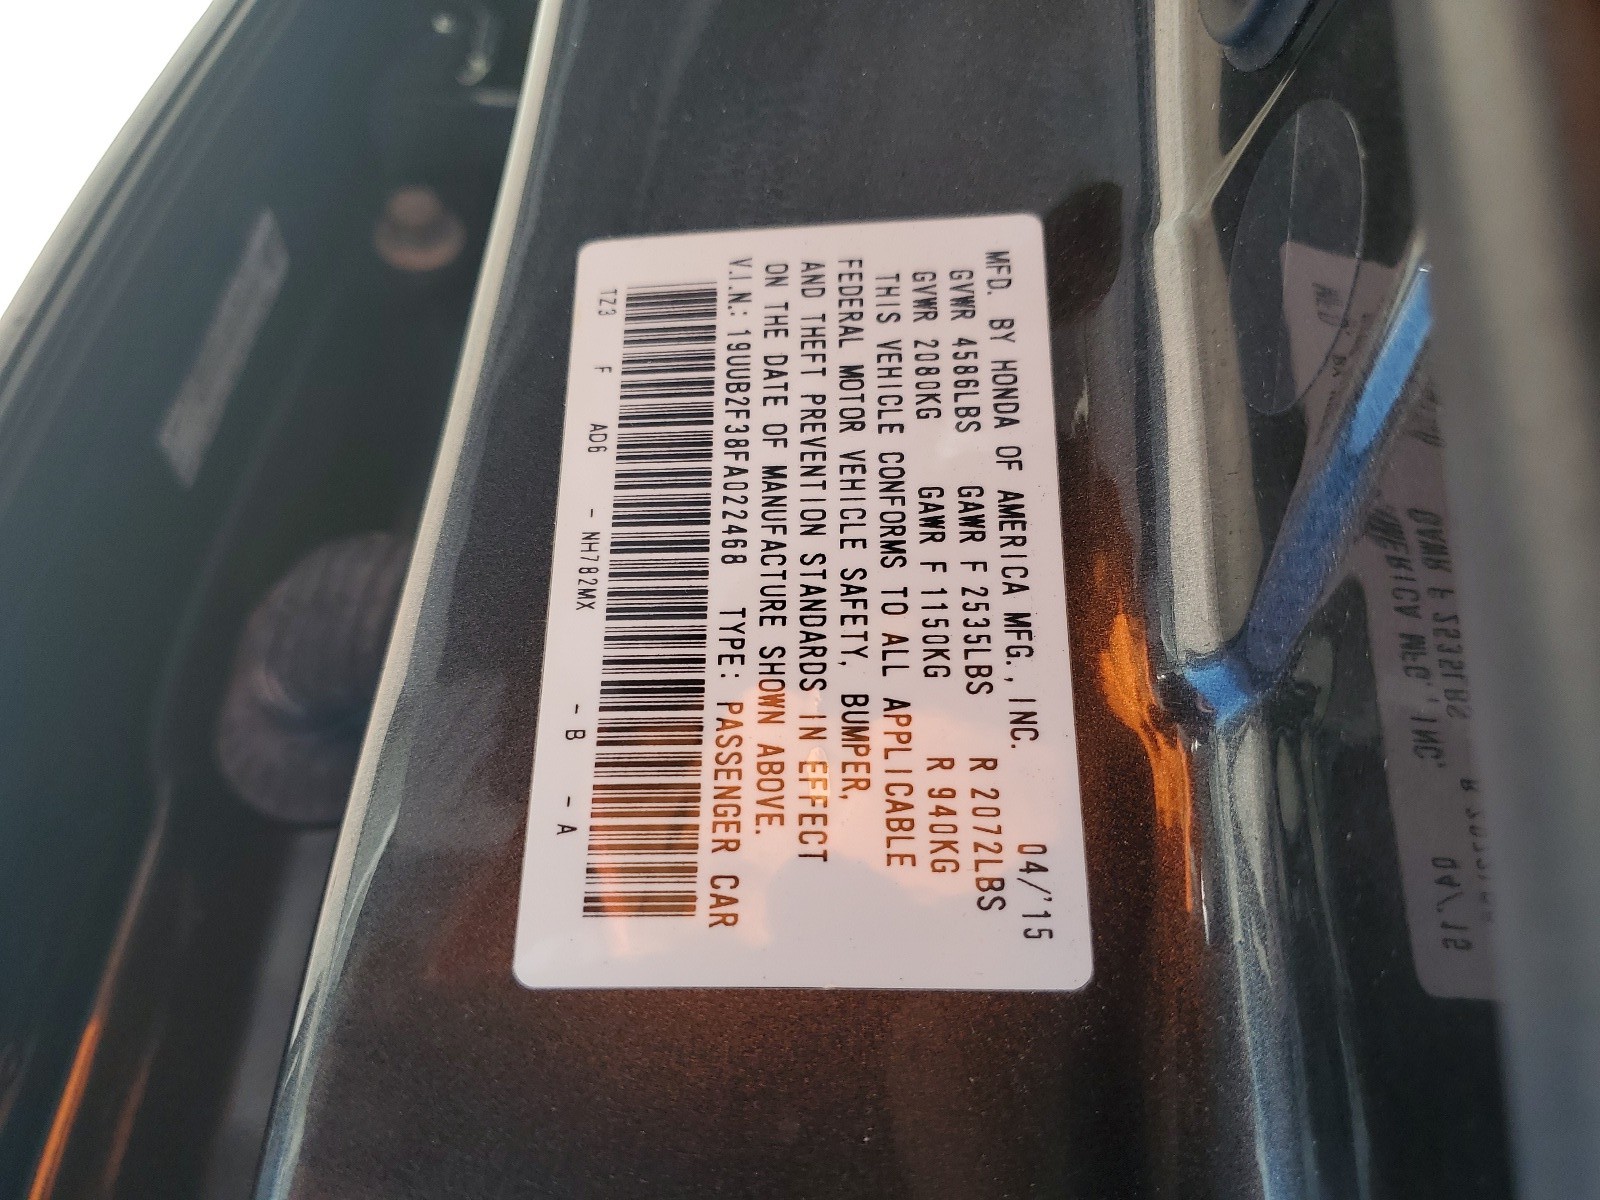 MFD. BY HONDA OF AMERICA MFG., INC. 04/'15
GVWR 4586LBS GAWR F 2535LBS R 2072LBS
GVWR 2080KG GAWR F 1150KG R 940KG
THIS VEHICLE CONFORMS TO ALL APPLICABLE
FEDERAL MOTOR VEHICLE SAFETY, BUMPER,
AND THEFT PREVENTION STANDARDS IN EFFECT
ON THE DATE OF MANUFACTURE SHOWN ABOVE.
V.I.N.: 19UUB2F38FA022468 TYPE: PASSENGER CAR
TZ3 F AD6 - NH782MX - B - A